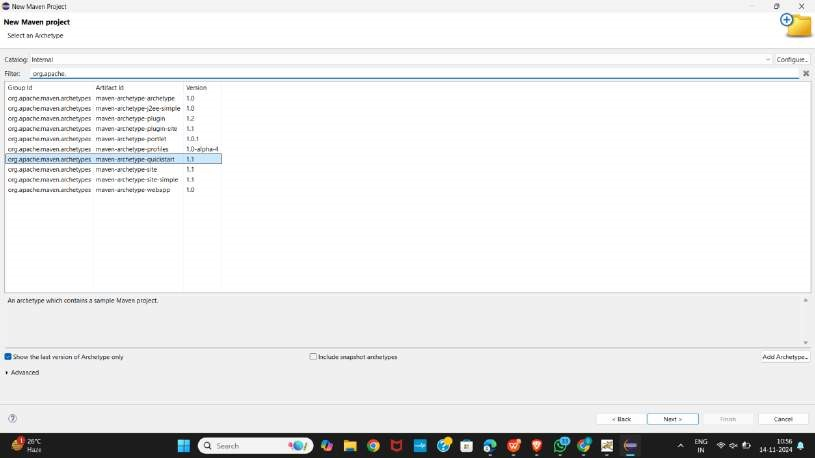 New Maven Project
New Maven project
Select an Archetype
Catalog: Internal Configure...
Filter: org.apache.
Group Id Artifact Id Version
org.apache.maven.archetypes maven-archetype-archetype 1.0
org.apache.maven.archetypes maven-archetype-j2ee-simple 1.0
org.apache.maven.archetypes maven-archetype-plugin 1.2
org.apache.maven.archetypes maven-archetype-plugin-site 1.1
org.apache.maven.archetypes maven-archetype-portlet 1.0.1
org.apache.maven.archetypes maven-archetype-profiles 1.0-alpha-4
org.apache.maven.archetypes maven-archetype-quickstart 1.1
org.apache.maven.archetypes maven-archetype-site 1.1
org.apache.maven.archetypes maven-archetype-site-simple 1.1
org.apache.maven.archetypes maven-archetype-webapp 1.0
An archetype which contains a sample Maven project.
Show the last version of Archetype only Include snapshot archetypes Add Archetype...
Advanced
? < Back Next > Finish Cancel
26°C
Haze
Search
ENG
IN
10:56
14-11-2024